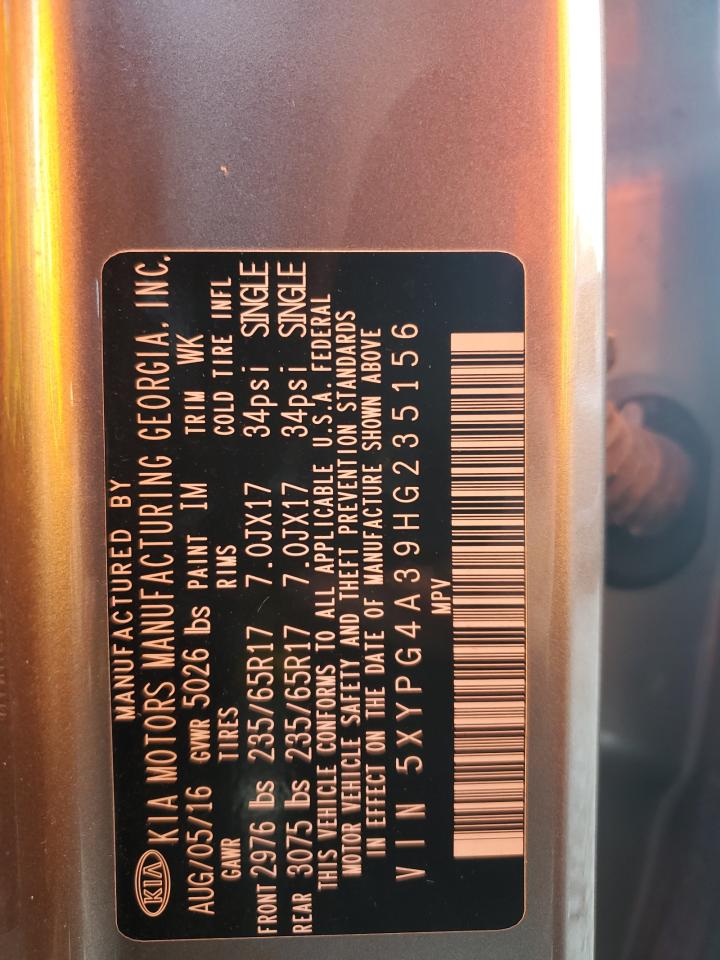 MANUFACTURED BY
KIA KIA MOTORS MANUFACTURING GEORGIA, INC.
AUG/05/16 GVWR 5026 lbs PAINT IM TRIM WK
GAWR TIRES RIMS COLD TIRE INFL
FRONT 2976 lbs 235/65R17 7.0JX17 34psi SINGLE
REAR 3075 lbs 235/65R17 7.0JX17 34psi SINGLE
THIS VEHICLE CONFORMS TO ALL APPLICABLE U.S.A. FEDERAL
MOTOR VEHICLE SAFETY AND THEFT PREVENTION STANDARDS
IN EFFECT ON THE DATE OF MANUFACTURE SHOWN ABOVE
VIN 5XYPG4A39HG235156
MPV